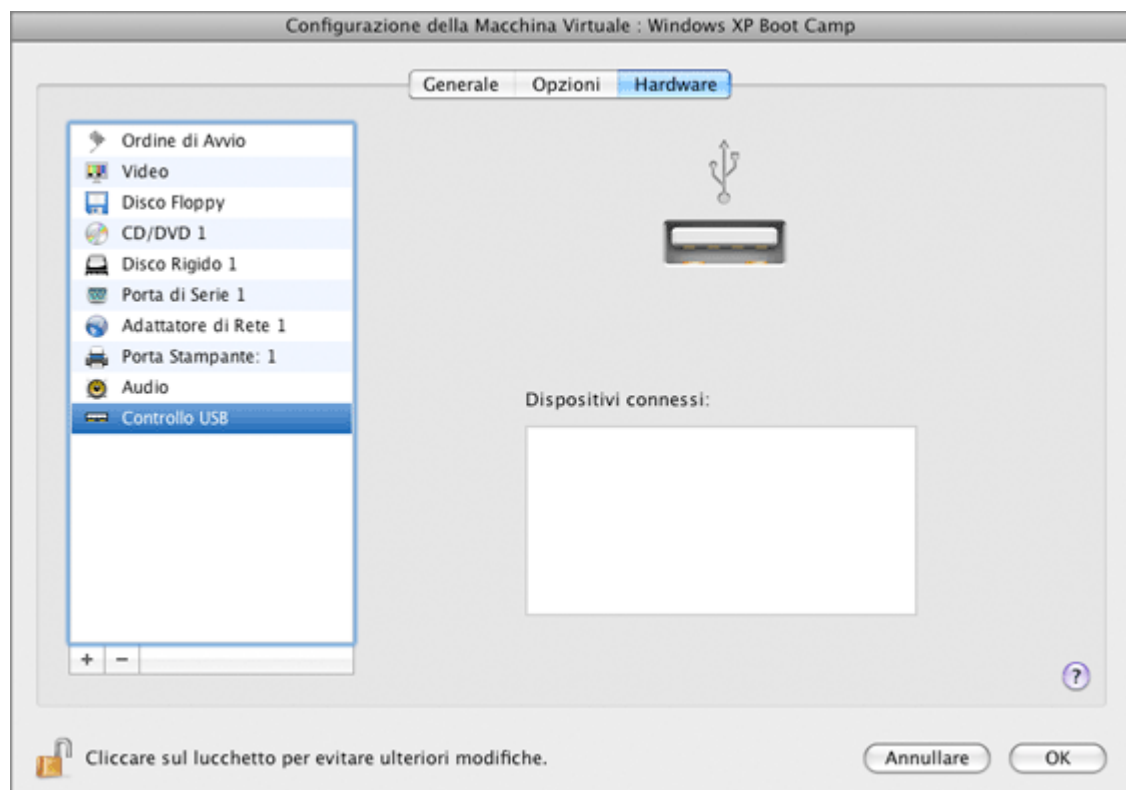 Configurazione della Macchina Virtuale : Windows XP Boot Camp
Generale Opzioni Hardware
Ordine di Avvio
Video
Disco Floppy
CD/DVD 1
Disco Rigido 1
Porta di Serie 1
Adattatore di Rete 1
Porta Stampante: 1
Audio
Controllo USB
Dispositivi connessi:
+ −
?
Cliccare sul lucchetto per evitare ulteriori modifiche.
Annullare OK